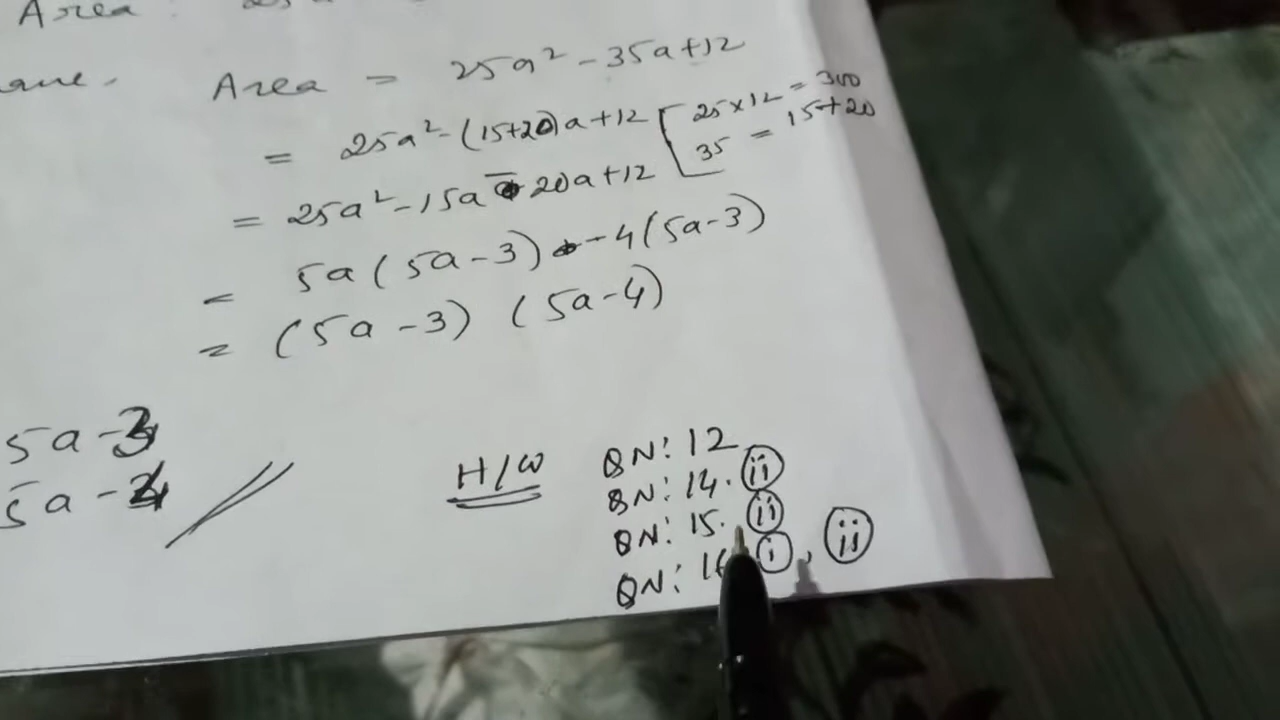 Area :
Area = 25a² - 35a+12
= 25a² - (15+20)a+12 [ 25×12 = 300
35 = 15+20
= 25a² - 15a - 20a+12
= 5a (5a - 3) - 4(5a-3)
= (5a - 3) (5a-4)
5a - 3
5a - 4
H/W
QN: 12
QN: 14. (ii)
QN: 15. (ii)
QN: (i), (ii)